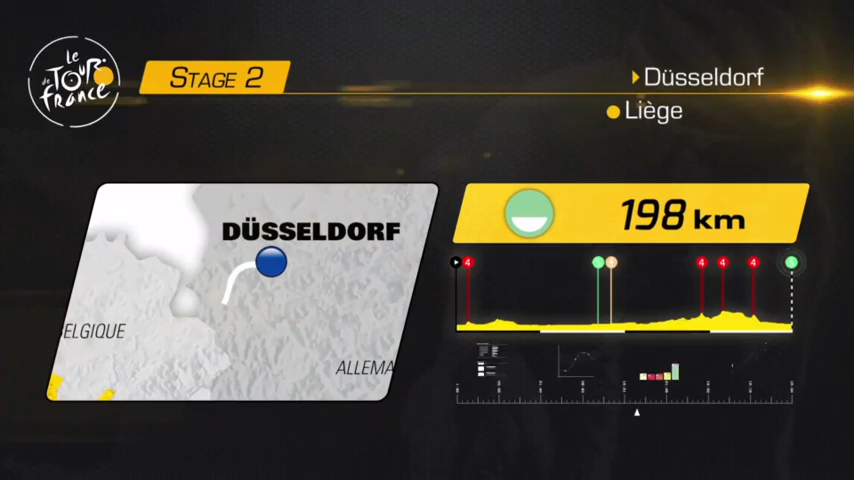 Le
Tour
de
France
STAGE 2
Düsseldorf
Liège
DÜSSELDORF
ELGIQUE
ALLEMA
198 km
4
4
4
4